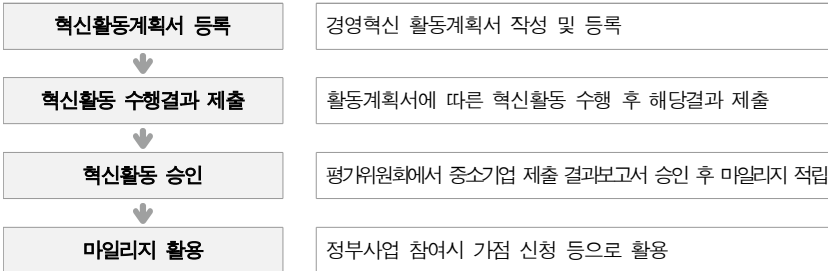 혁신활동계획서 등록
경영혁신 활동계획서 작성 및 등록
혁신활동 수행결과 제출
활동계획서에 따른 혁신활동 수행 후 해당결과 제출
혁신활동 승인
평가위원회에서 중소기업 제출 결과보고서 승인 후 마일리지 적립
마일리지 활용
정부사업 참여시 가점 신청 등으로 활용